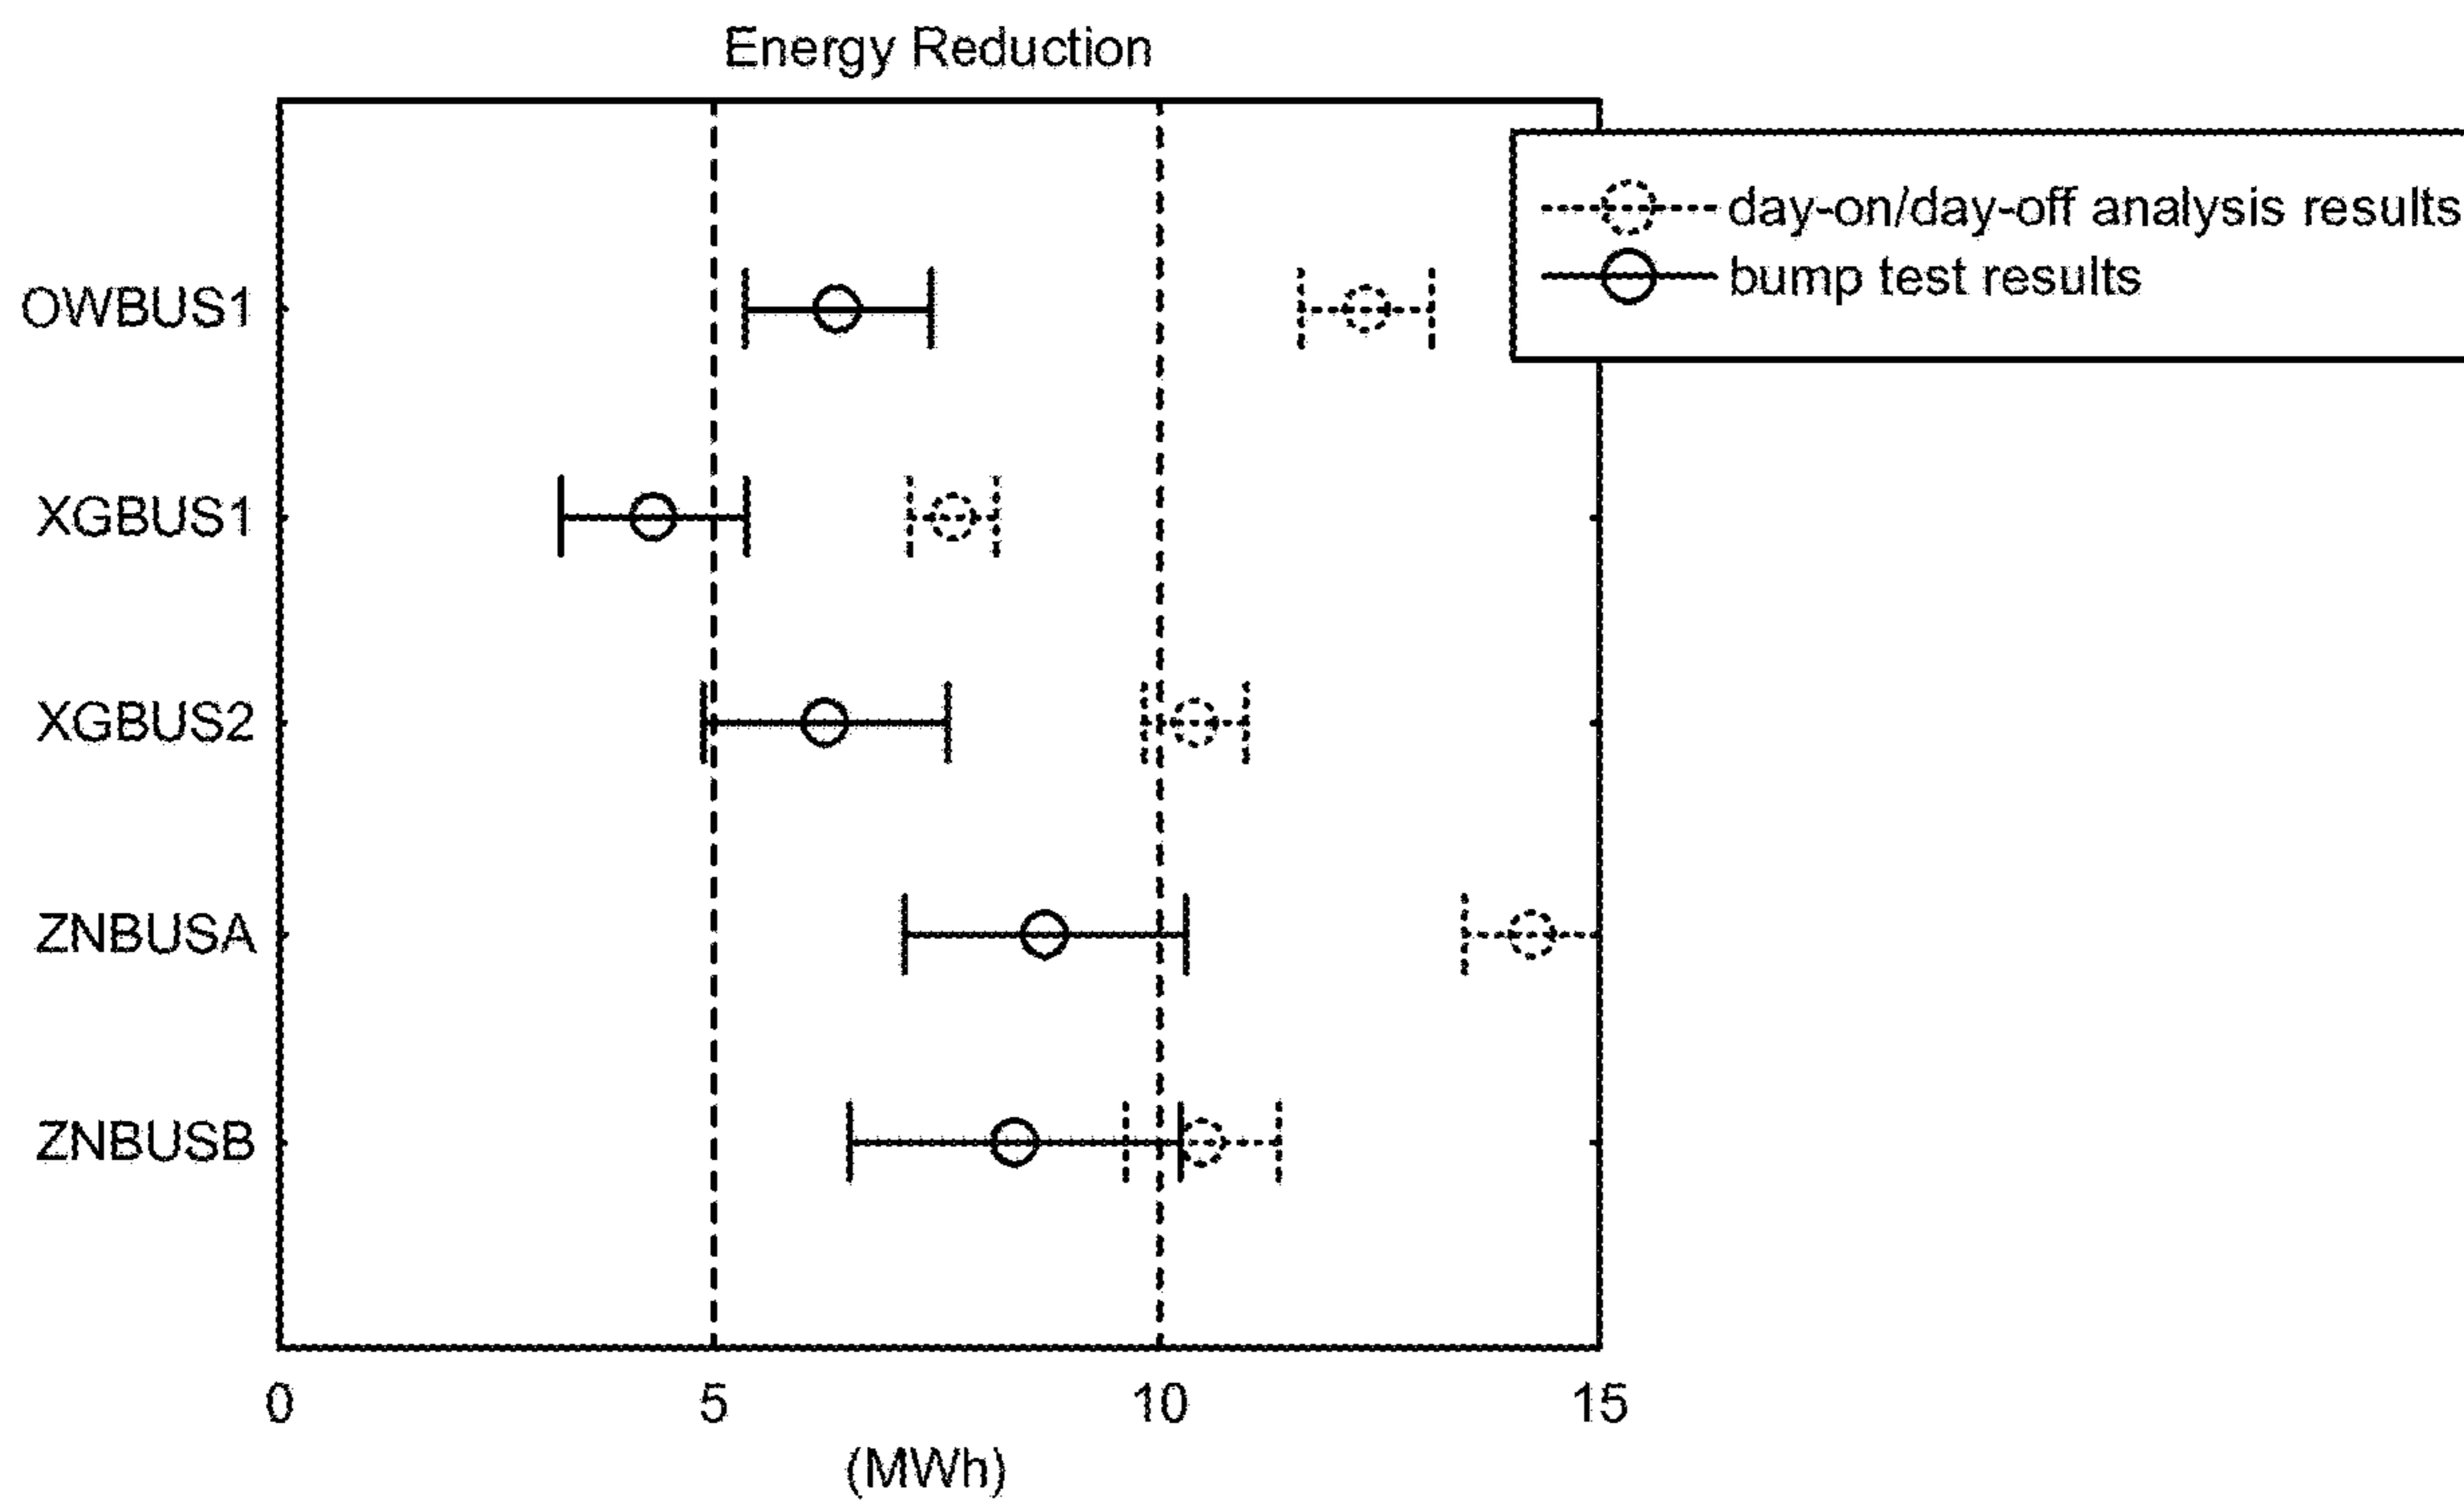 Energy Reduction
day-on/day-off analysis results
bump test results
OWBUS1
XGBUS1
XGBUS2
ZNBUSA
ZNBUSB
0 5 10 15
(MWh)